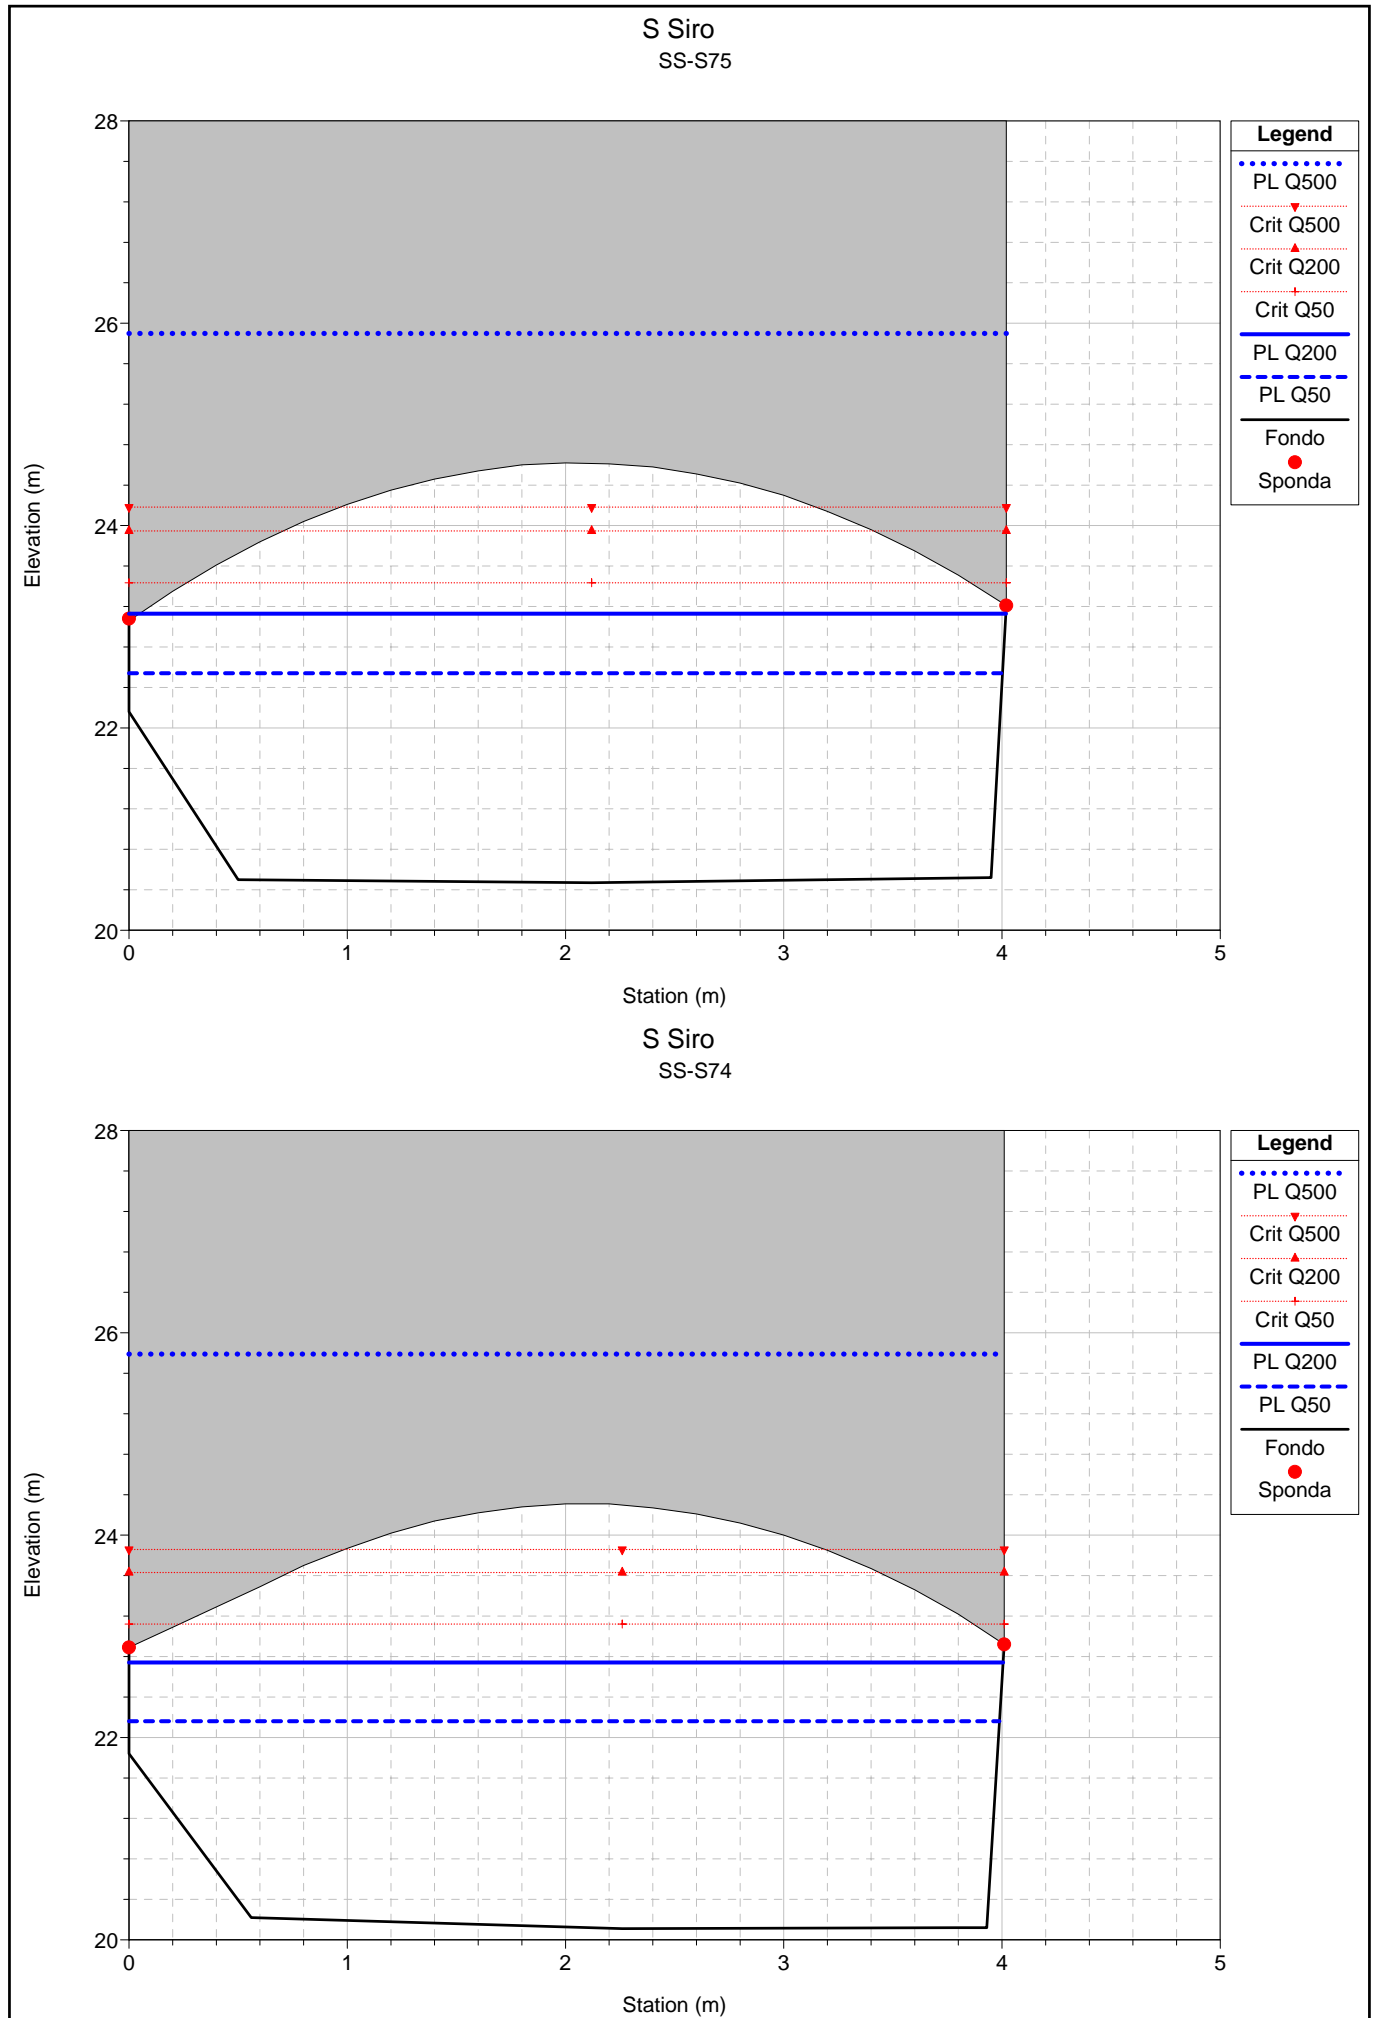 S Siro
SS-S75
28
26
24
22
20
0 1 2 3 4 5
Elevation (m)
Station (m)
Legend
PL Q500
Crit Q500
Crit Q200
Crit Q50
PL Q200
PL Q50
Fondo
Sponda
S Siro
SS-S74
28
26
24
22
20
0 1 2 3 4 5
Elevation (m)
Station (m)
Legend
PL Q500
Crit Q500
Crit Q200
Crit Q50
PL Q200
PL Q50
Fondo
Sponda